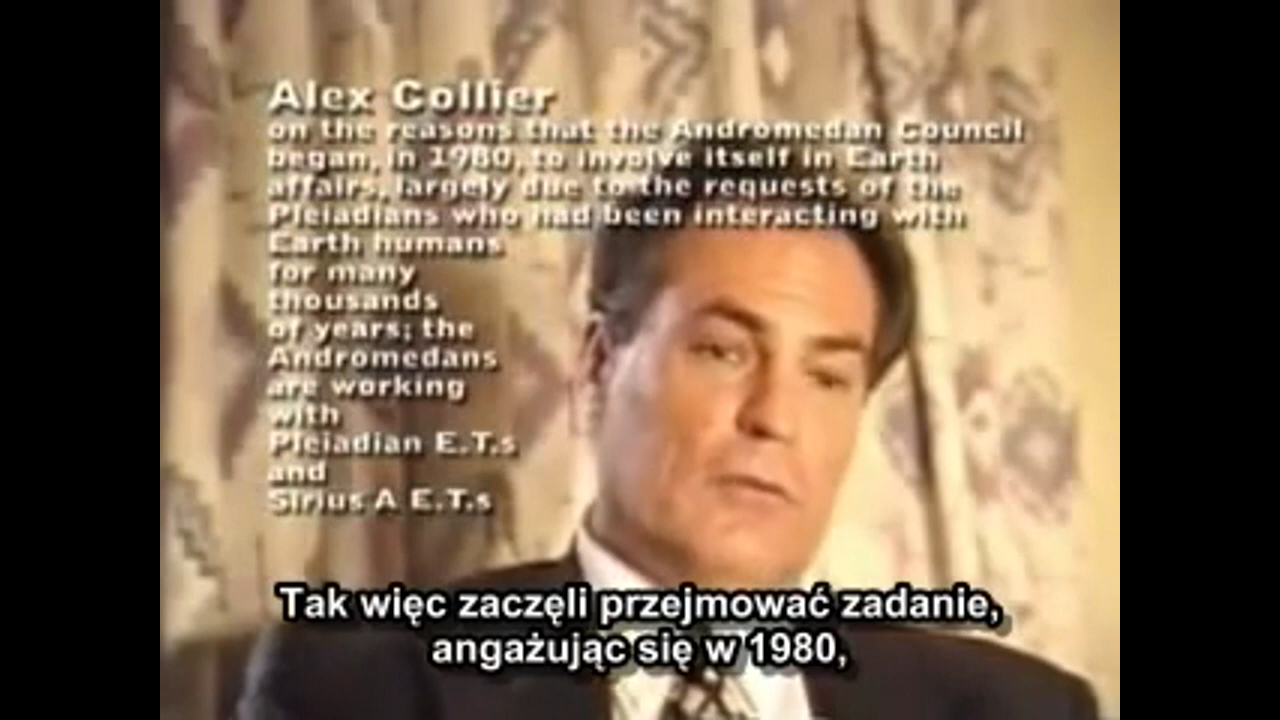 Alex Collier
on the reasons that the Andromedan Council
began, in 1980, to involve itself in Earth
affairs, largely due to the requests of the
Pleiadians who had been interacting with
Earth humans
for many
thousands
of years; the
Andromedans
are working
with
Pleiadian E.T.s
and
Sirius A E.T.s
Tak więc zaczęli przejmować zadanie,
angażując się w 1980,